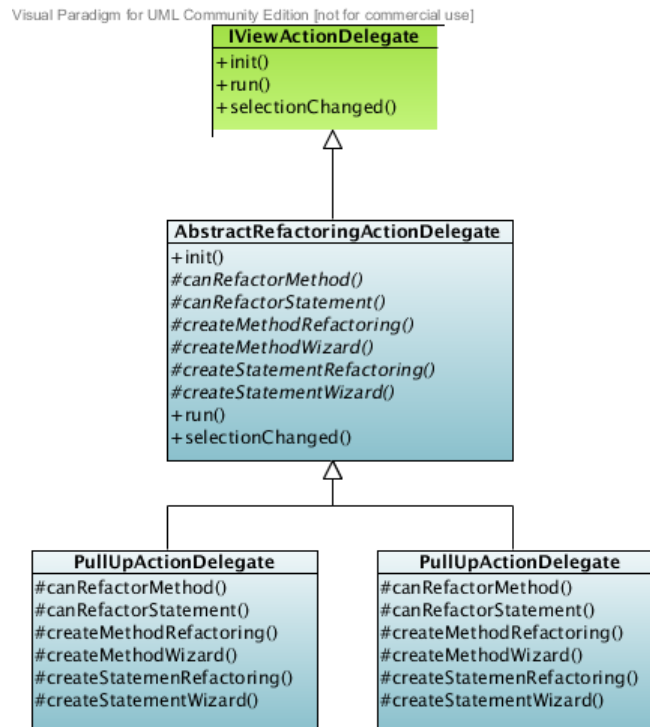 Visual Paradigm for UML Community Edition [not for commercial use]
IViewActionDelegate
+init()
+run()
+selectionChanged()
AbstractRefactoringActionDelegate
+init()
#canRefactorMethod()
#canRefactorStatement()
#createMethodRefactoring()
#createMethodWizard()
#createStatementRefactoring()
#createStatementWizard()
+run()
+selectionChanged()
PullUpActionDelegate
#canRefactorMethod()
#canRefactorStatement()
#createMethodRefactoring()
#createMethodWizard()
#createStatemenRefactoring()
#createStatementWizard()
PullUpActionDelegate
#canRefactorMethod()
#canRefactorStatement()
#createMethodRefactoring()
#createMethodWizard()
#createStatemenRefactoring()
#createStatementWizard()